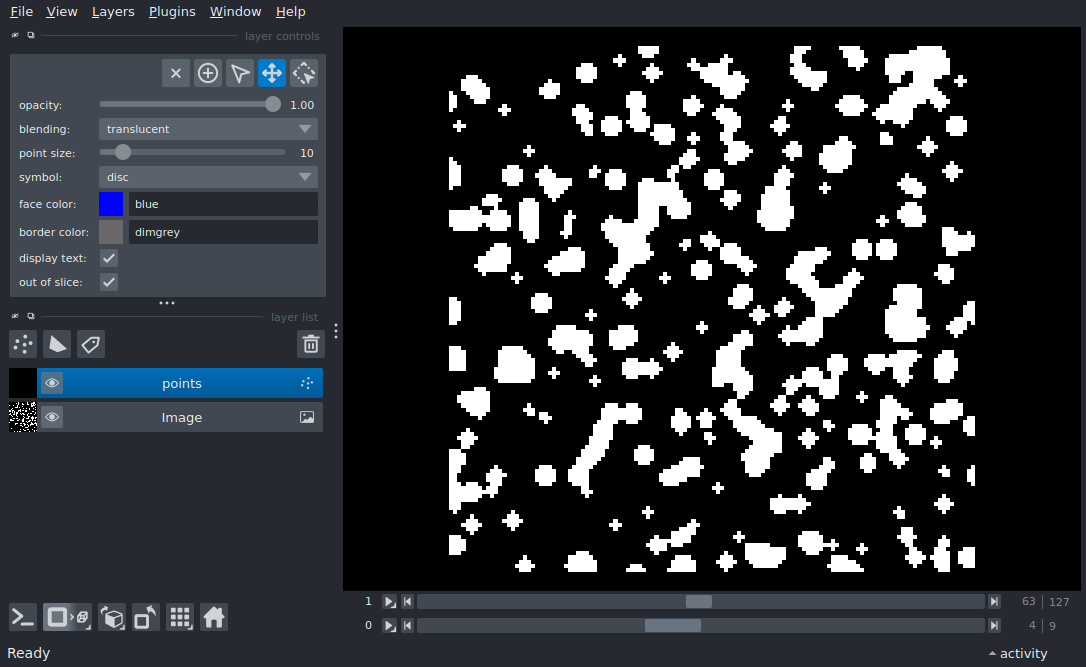 File View Layers Plugins Window Help
layer controls
opacity: 1.00
blending: translucent
point size: 10
symbol: disc
face color: blue
border color: dimgrey
display text:
out of slice:
layer list
points
Image
1 63 127
0 4 9
Ready activity